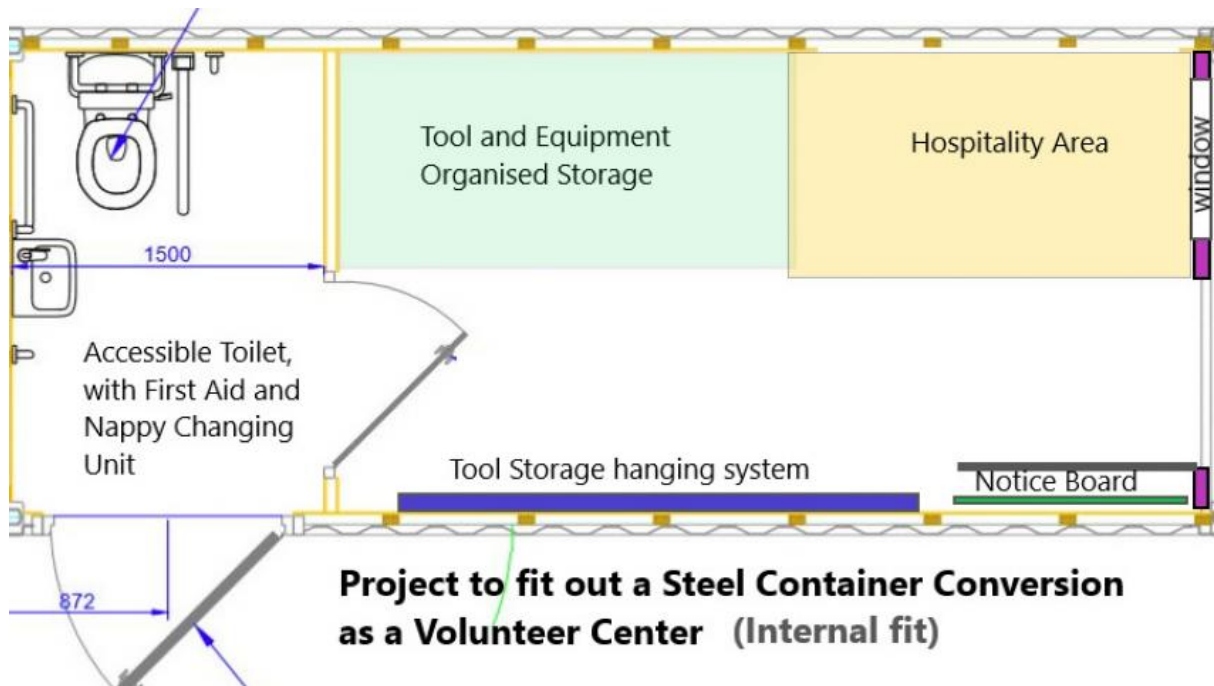 Tool and Equipment
Organised Storage
Hospitality Area
window
1500
Accessible Toilet,
with First Aid and
Nappy Changing
Unit
Tool Storage hanging system
Notice Board
872
Project to fit out a Steel Container Conversion
as a Volunteer Center (Internal fit)